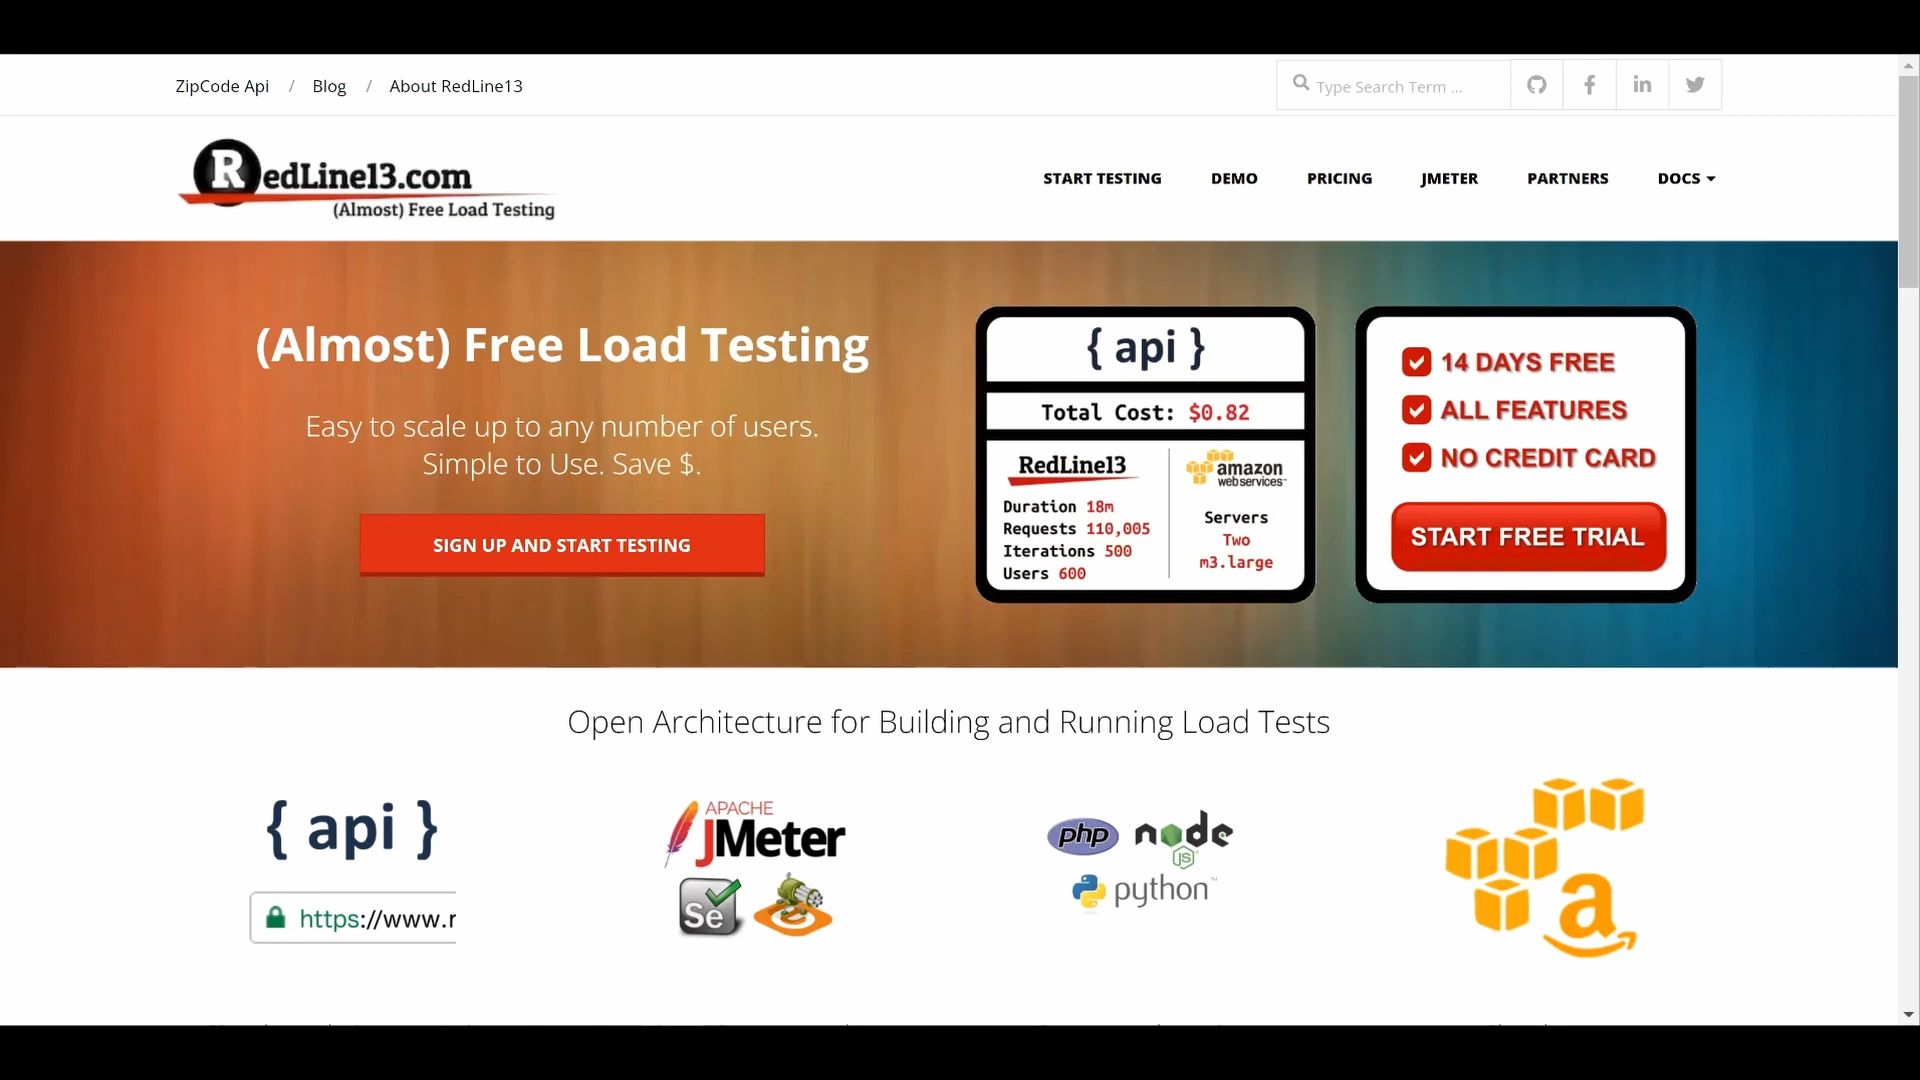 ZipCode Api / Blog / About RedLine13
Type Search Term ...
RedLine13.com
(Almost) Free Load Testing
START TESTING DEMO PRICING JMETER PARTNERS DOCS
(Almost) Free Load Testing
Easy to scale up to any number of users.
Simple to Use. Save $.
SIGN UP AND START TESTING
{ api }
Total Cost: $0.82
RedLine13
Duration 18m
Requests 110,005
Iterations 500
Users 600
amazon
webservices™
Servers
Two
m3.large
14 DAYS FREE
ALL FEATURES
NO CREDIT CARD
START FREE TRIAL
Open Architecture for Building and Running Load Tests
{ api }
https://www.r
APACHE
JMeter
Se
php
node
JS
python™
a